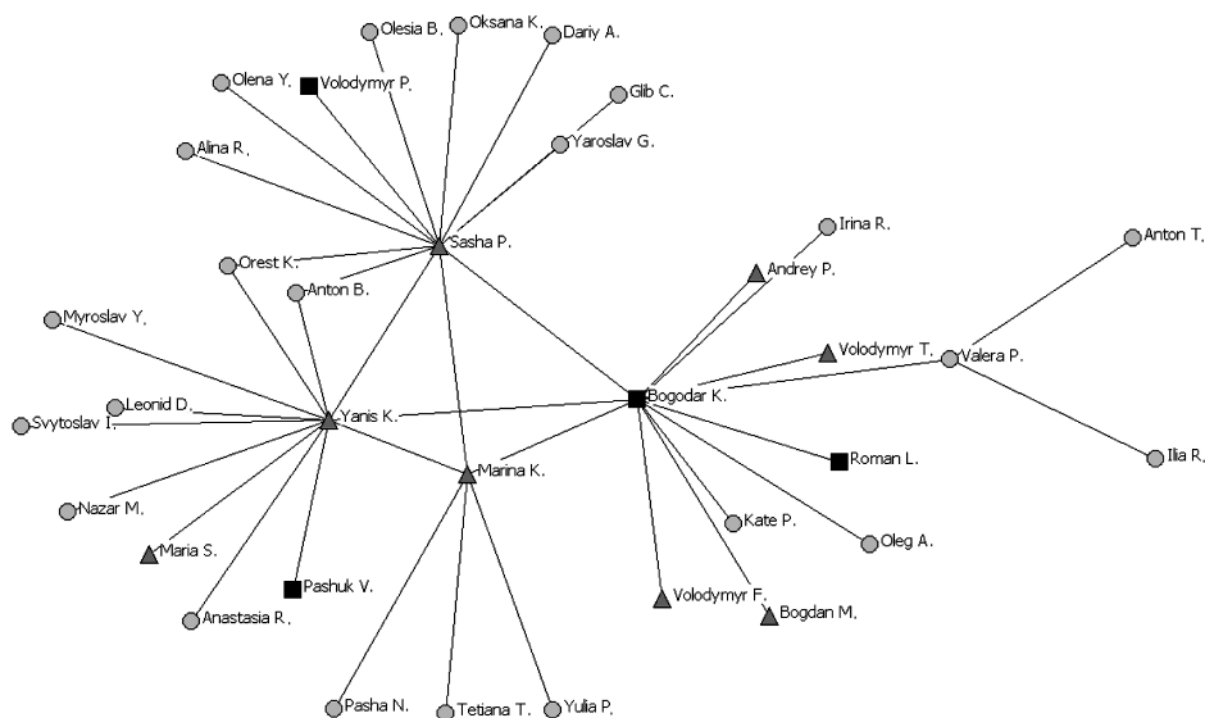 Olesia B.
Oksana K.
Dariy A.
Olena Y.
Volodymyr P.
Glib C.
Alina R.
Yaroslav G.
Irina R.
Anton T.
Sasha P.
Orest K.
Andrey P.
Anton B.
Myroslav Y.
Volodymyr T.
Valera P.
Bogodar K.
Leonid D.
Yanis K.
Svytoslav I.
Roman L.
Ilia R.
Marina K.
Nazar M.
Kate P.
Oleg A.
Maria S.
Pashuk V.
Volodymyr F.
Bogdan M.
Anastasia R.
Pasha N.
Tetiana T.
Yulia P.